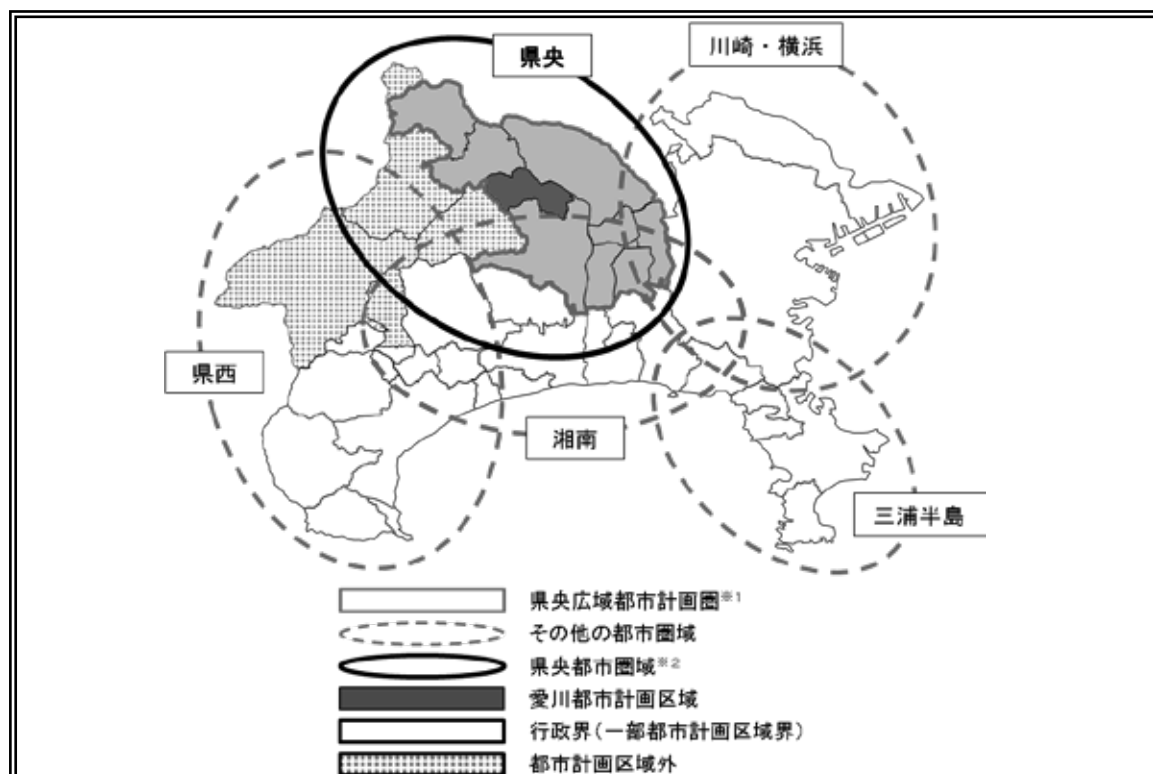 県央
川崎・横浜
県西
湘南
三浦半島
県央広域都市計画圏※1
その他の都市圏域
県央都市圏域※2
愛川都市計画区域
行政界(一部都市計画区域界)
都市計画区域外